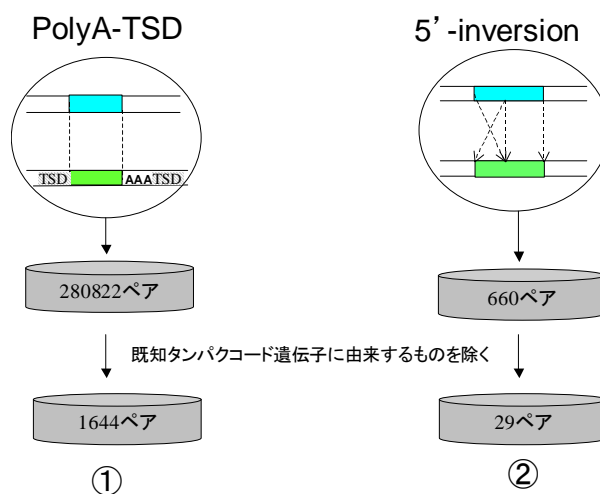 PolyA-TSD
5’-inversion
TSD AAATSD
280822ペア
660ペア
既知タンパクコード遺伝子に由来するものを除く
1644ペア
29ペア
①
②